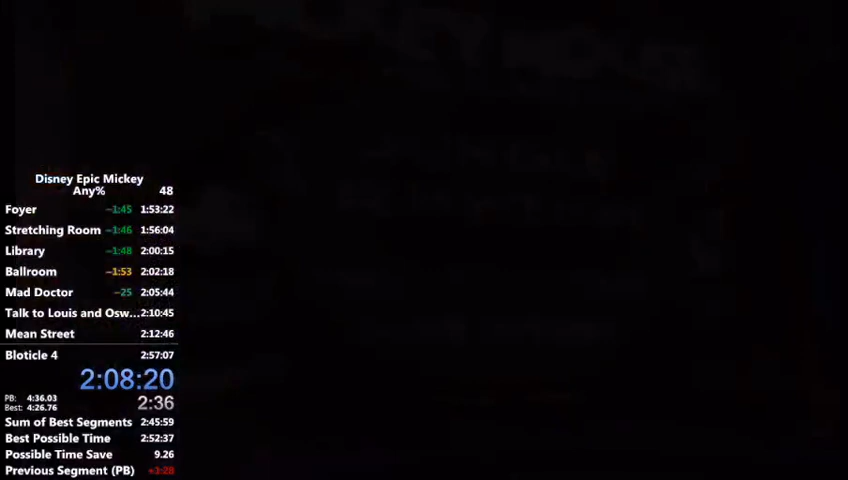 Disney Epic Mickey
Any% 48
Foyer −1:45 1:53:22
Stretching Room −1:46 1:56:04
Library −1:48 2:00:15
Ballroom −1:53 2:02:18
Mad Doctor −25 2:05:44
Talk to Louis and Osw... 2:10:45
Mean Street 2:12:46
Bloticle 4 2:57:07
2:08:20
PB: 4:36.03
Best: 4:26.76
2:36
Sum of Best Segments 2:45:59
Best Possible Time 2:52:37
Possible Time Save 9.26
Previous Segment (PB) +1:28